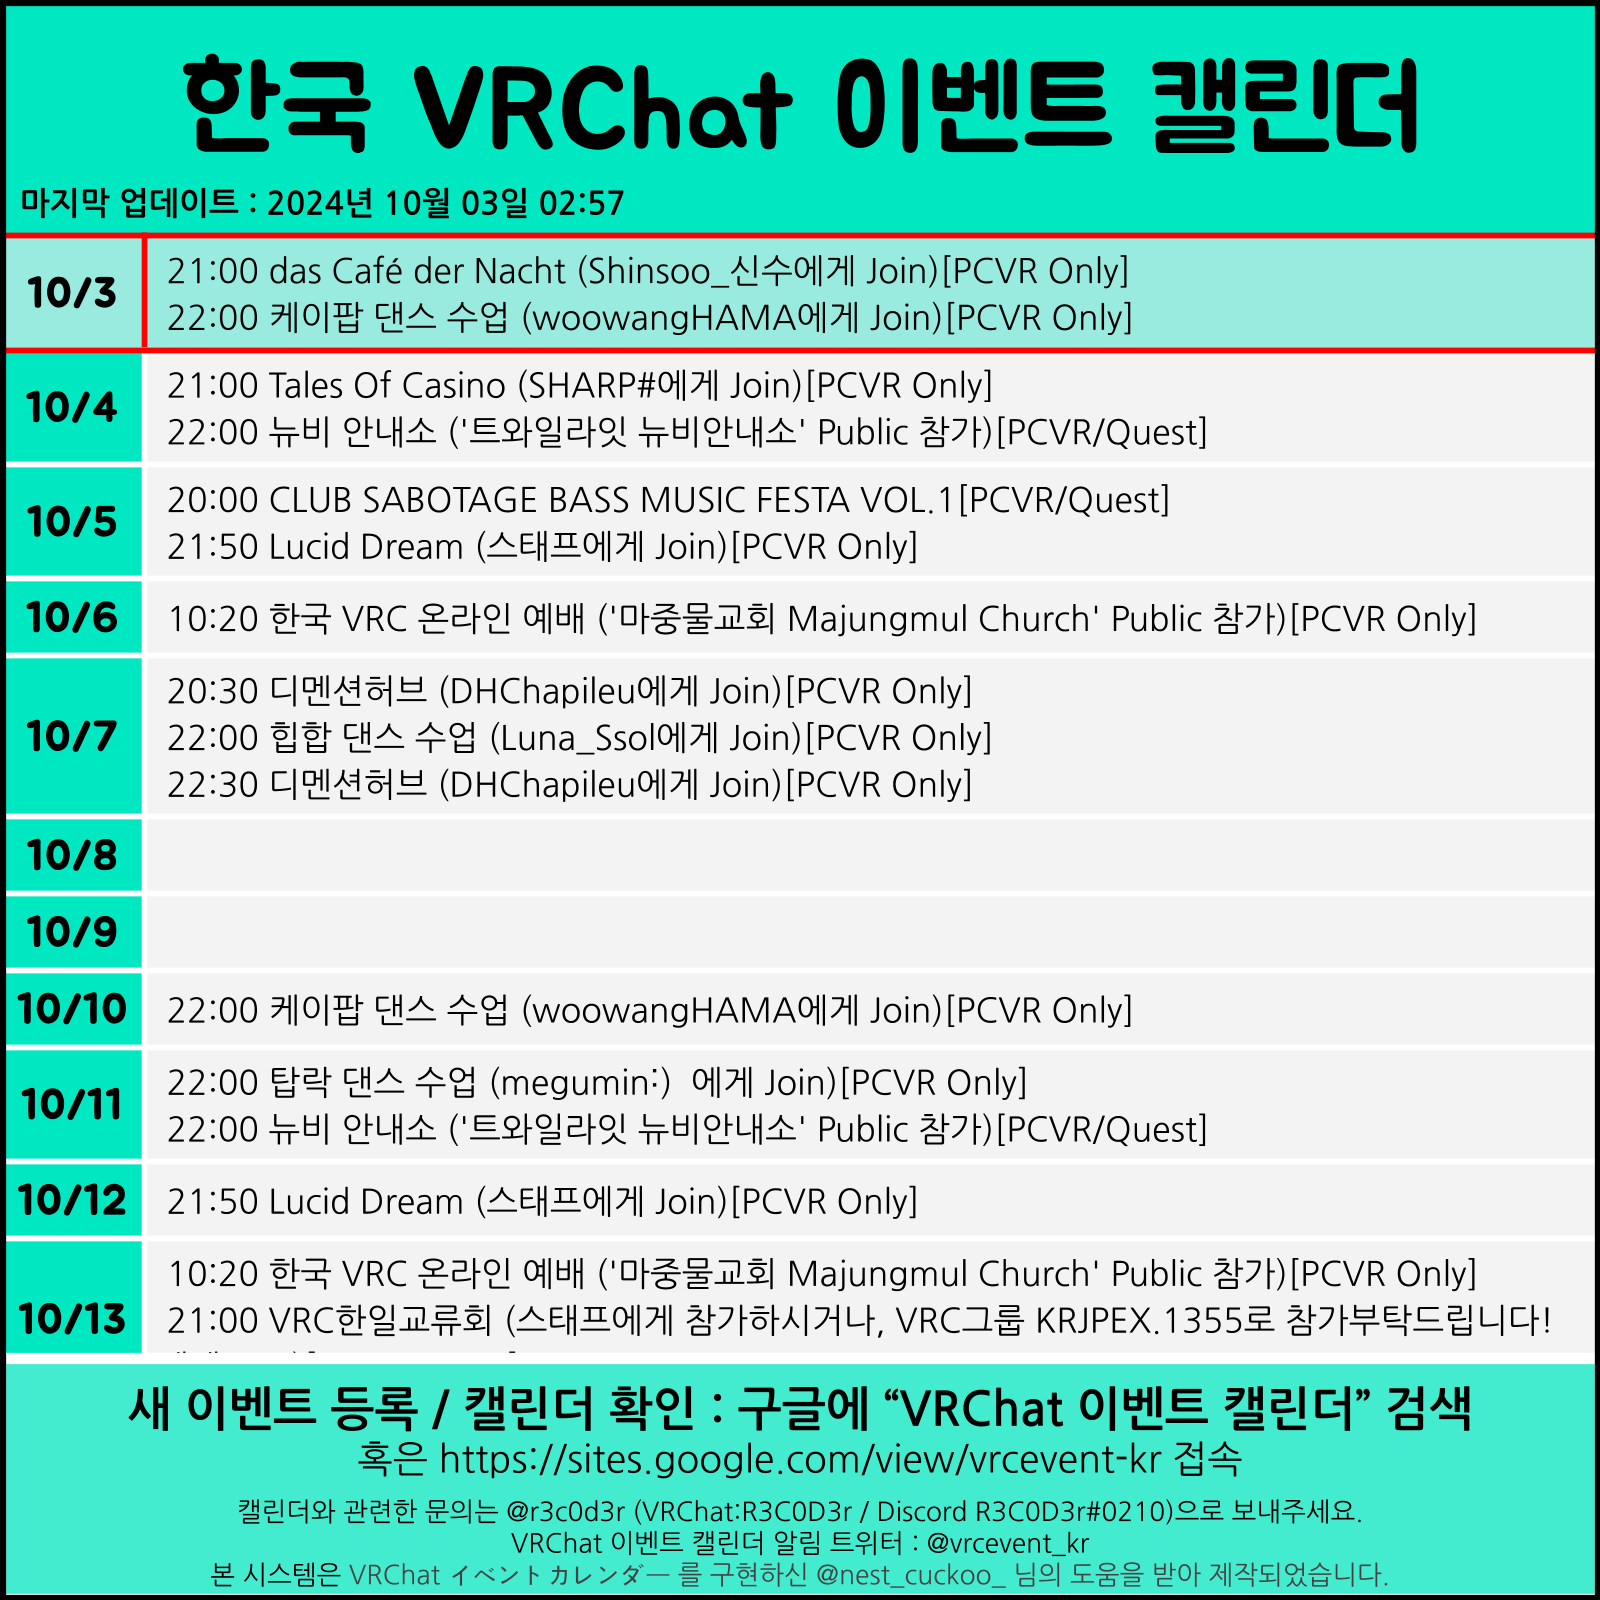 한국 VRChat 이벤트 캘린더
마지막 업데이트 : 2024년 10월 03일 02:57
10/3
21:00 das Café der Nacht (Shinsoo_신수에게 Join)[PCVR Only]
22:00 케이팝 댄스 수업 (woowangHAMA에게 Join)[PCVR Only]
10/4
21:00 Tales Of Casino (SHARP#에게 Join)[PCVR Only]
22:00 뉴비 안내소 ('트와일라잇 뉴비안내소' Public 참가)[PCVR/Quest]
10/5
20:00 CLUB SABOTAGE BASS MUSIC FESTA VOL.1[PCVR/Quest]
21:50 Lucid Dream (스태프에게 Join)[PCVR Only]
10/6
10:20 한국 VRC 온라인 예배 ('마중물교회 Majungmul Church' Public 참가)[PCVR Only]
10/7
20:30 디멘션허브 (DHChapileu에게 Join)[PCVR Only]
22:00 힙합 댄스 수업 (Luna_Ssol에게 Join)[PCVR Only]
22:30 디멘션허브 (DHChapileu에게 Join)[PCVR Only]
10/8
10/9
10/10
22:00 케이팝 댄스 수업 (woowangHAMA에게 Join)[PCVR Only]
10/11
22:00 탑락 댄스 수업 (megumin:)  에게 Join)[PCVR Only]
22:00 뉴비 안내소 ('트와일라잇 뉴비안내소' Public 참가)[PCVR/Quest]
10/12
21:50 Lucid Dream (스태프에게 Join)[PCVR Only]
10/13
10:20 한국 VRC 온라인 예배 ('마중물교회 Majungmul Church' Public 참가)[PCVR Only]
21:00 VRC한일교류회 (스태프에게 참가하시거나, VRC그룹 KRJPEX.1355로 참가부탁드립니다!
새 이벤트 등록 / 캘린더 확인 : 구글에 “VRChat 이벤트 캘린더” 검색
혹은 https://sites.google.com/view/vrcevent-kr 접속
캘린더와 관련한 문의는 @r3c0d3r (VRChat:R3C0D3r / Discord R3C0D3r#0210)으로 보내주세요.
VRChat 이벤트 캘린더 알림 트위터 : @vrcevent_kr
본 시스템은 VRChat イベントカレンダー 를 구현하신 @nest_cuckoo_ 님의 도움을 받아 제작되었습니다.